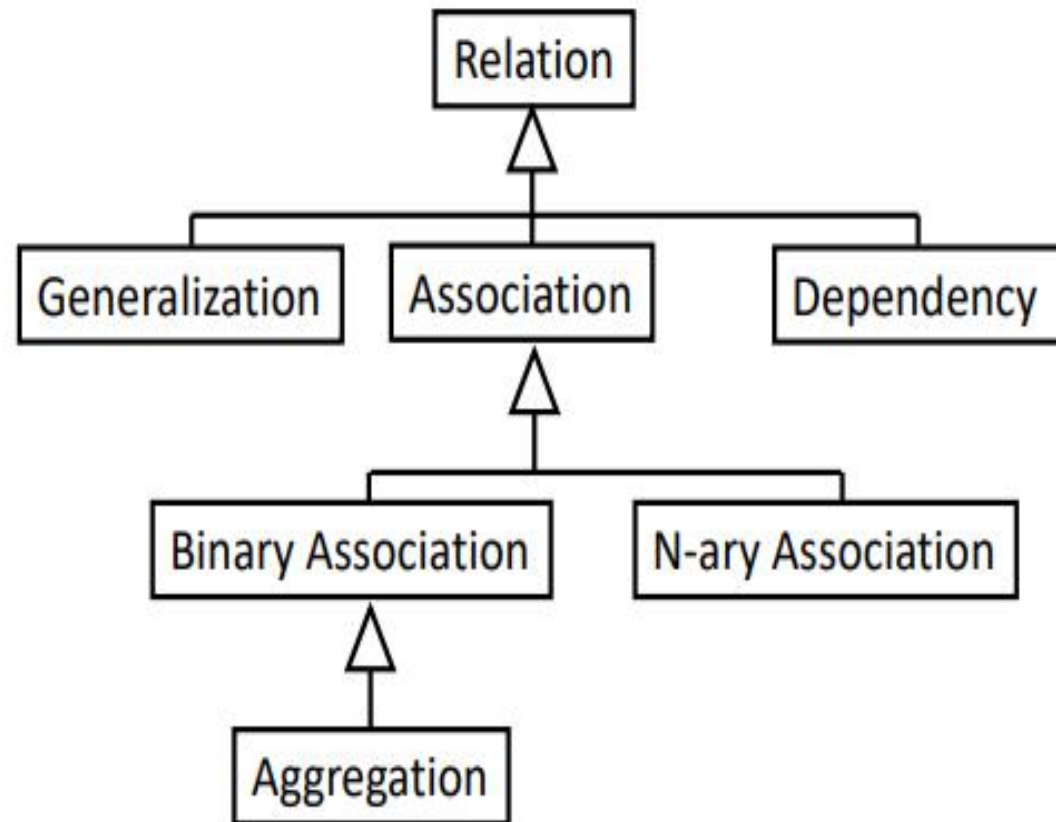 Relation
Generalization
Association
Dependency
Binary Association
N-ary Association
Aggregation